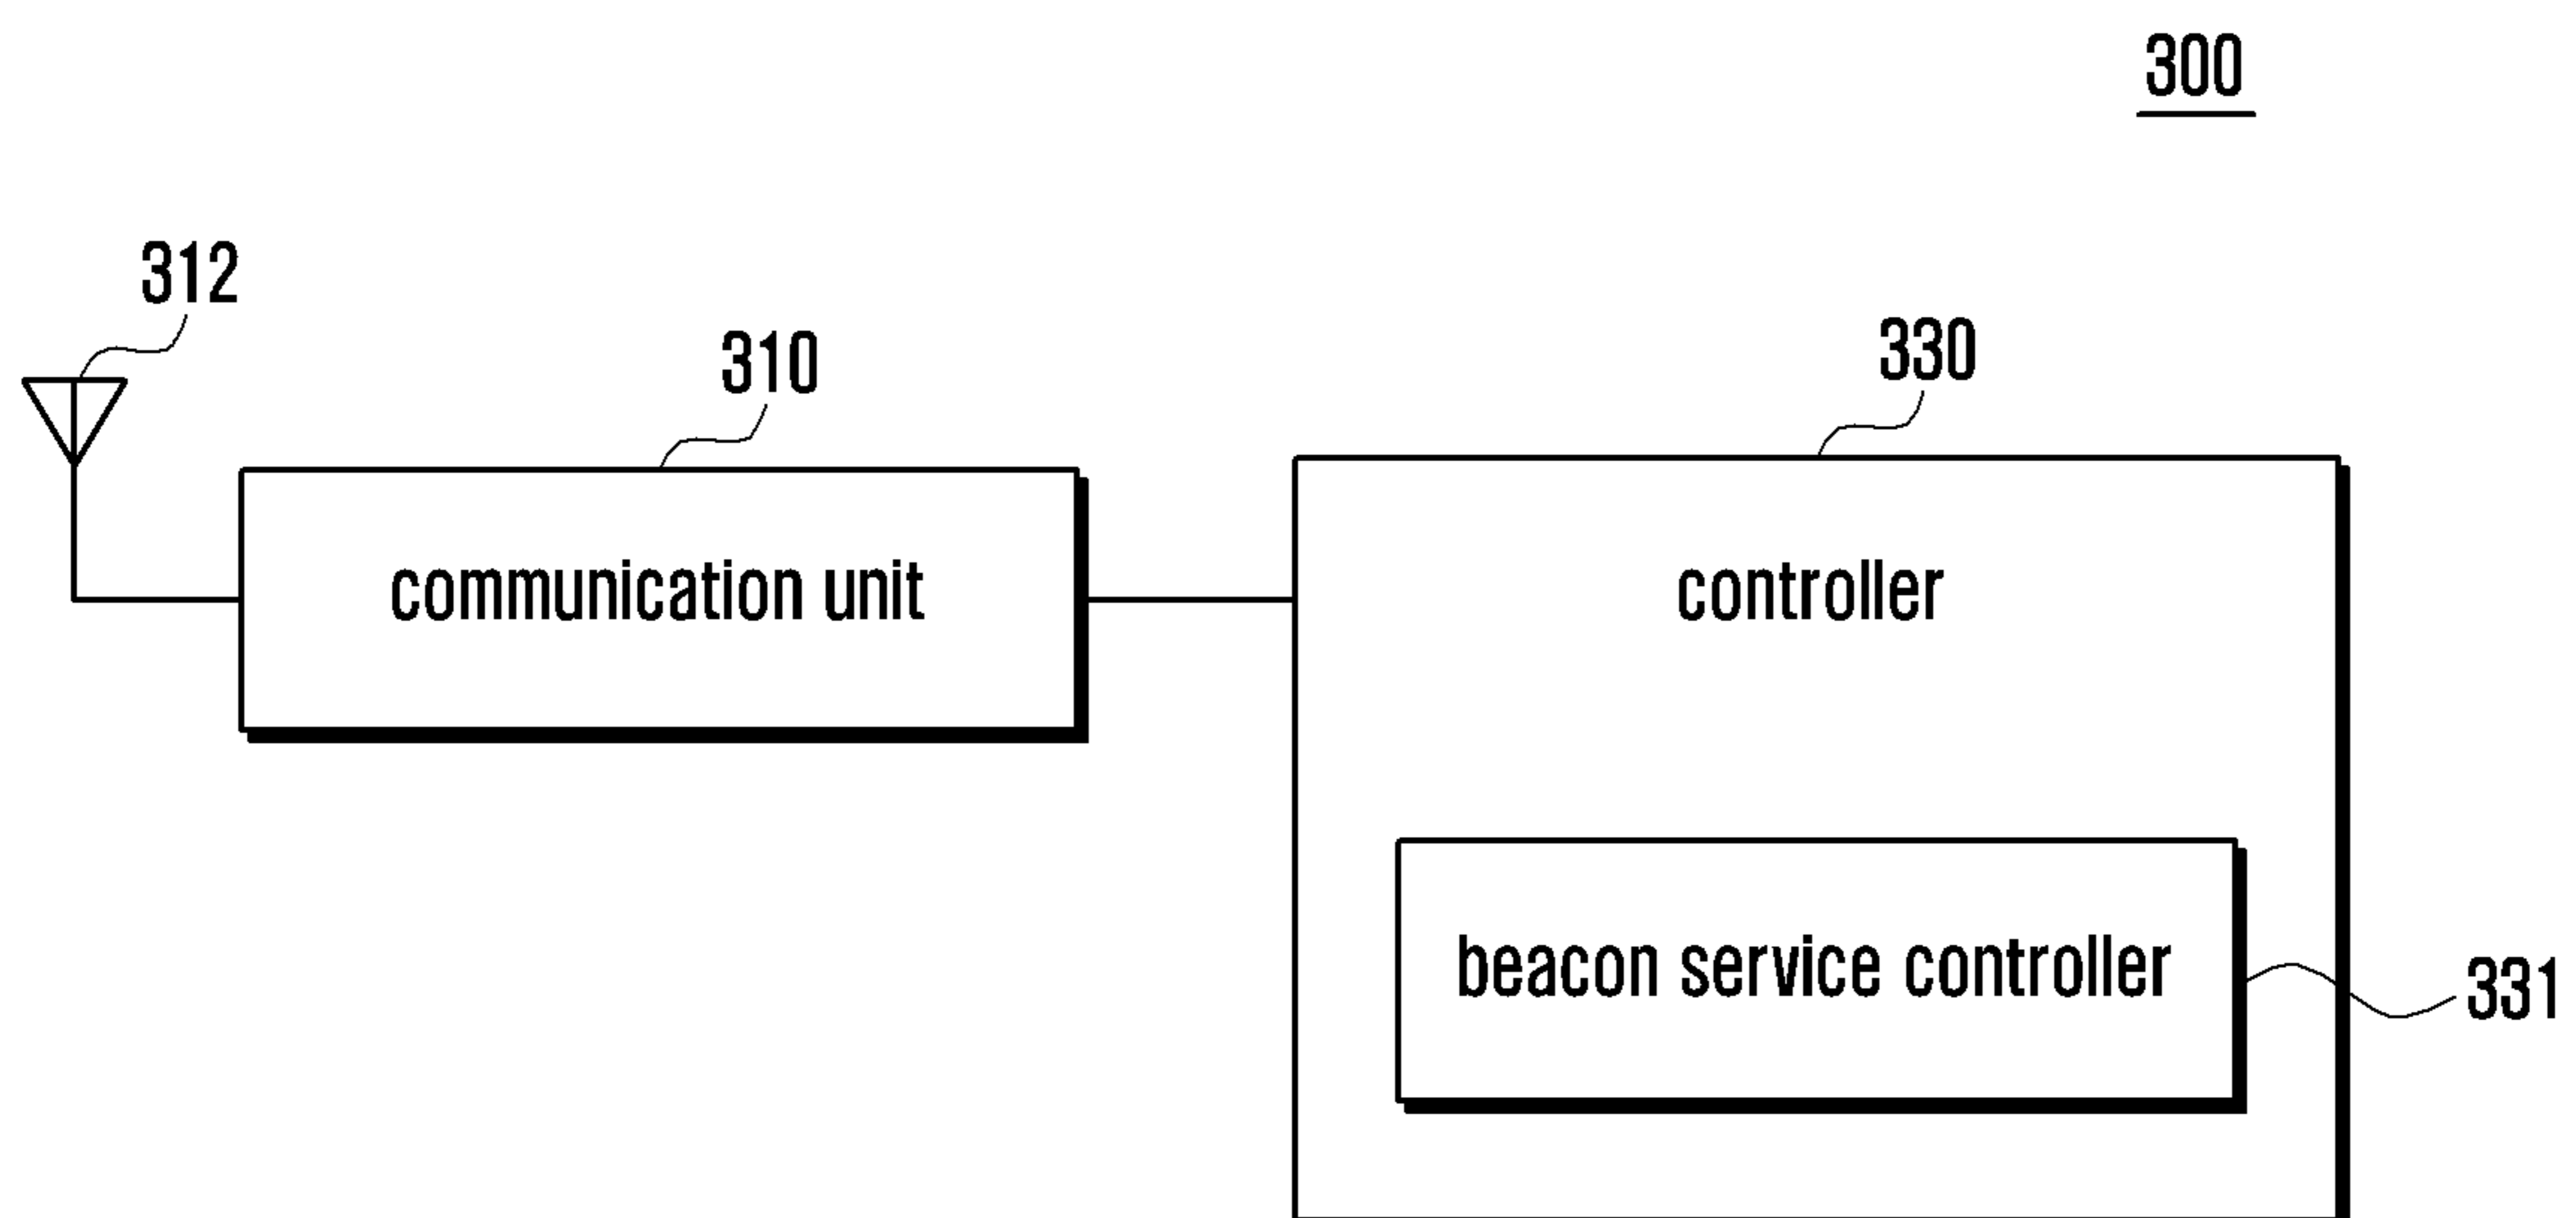 300
312
310
330
communication unit
controller
beacon service controller
331